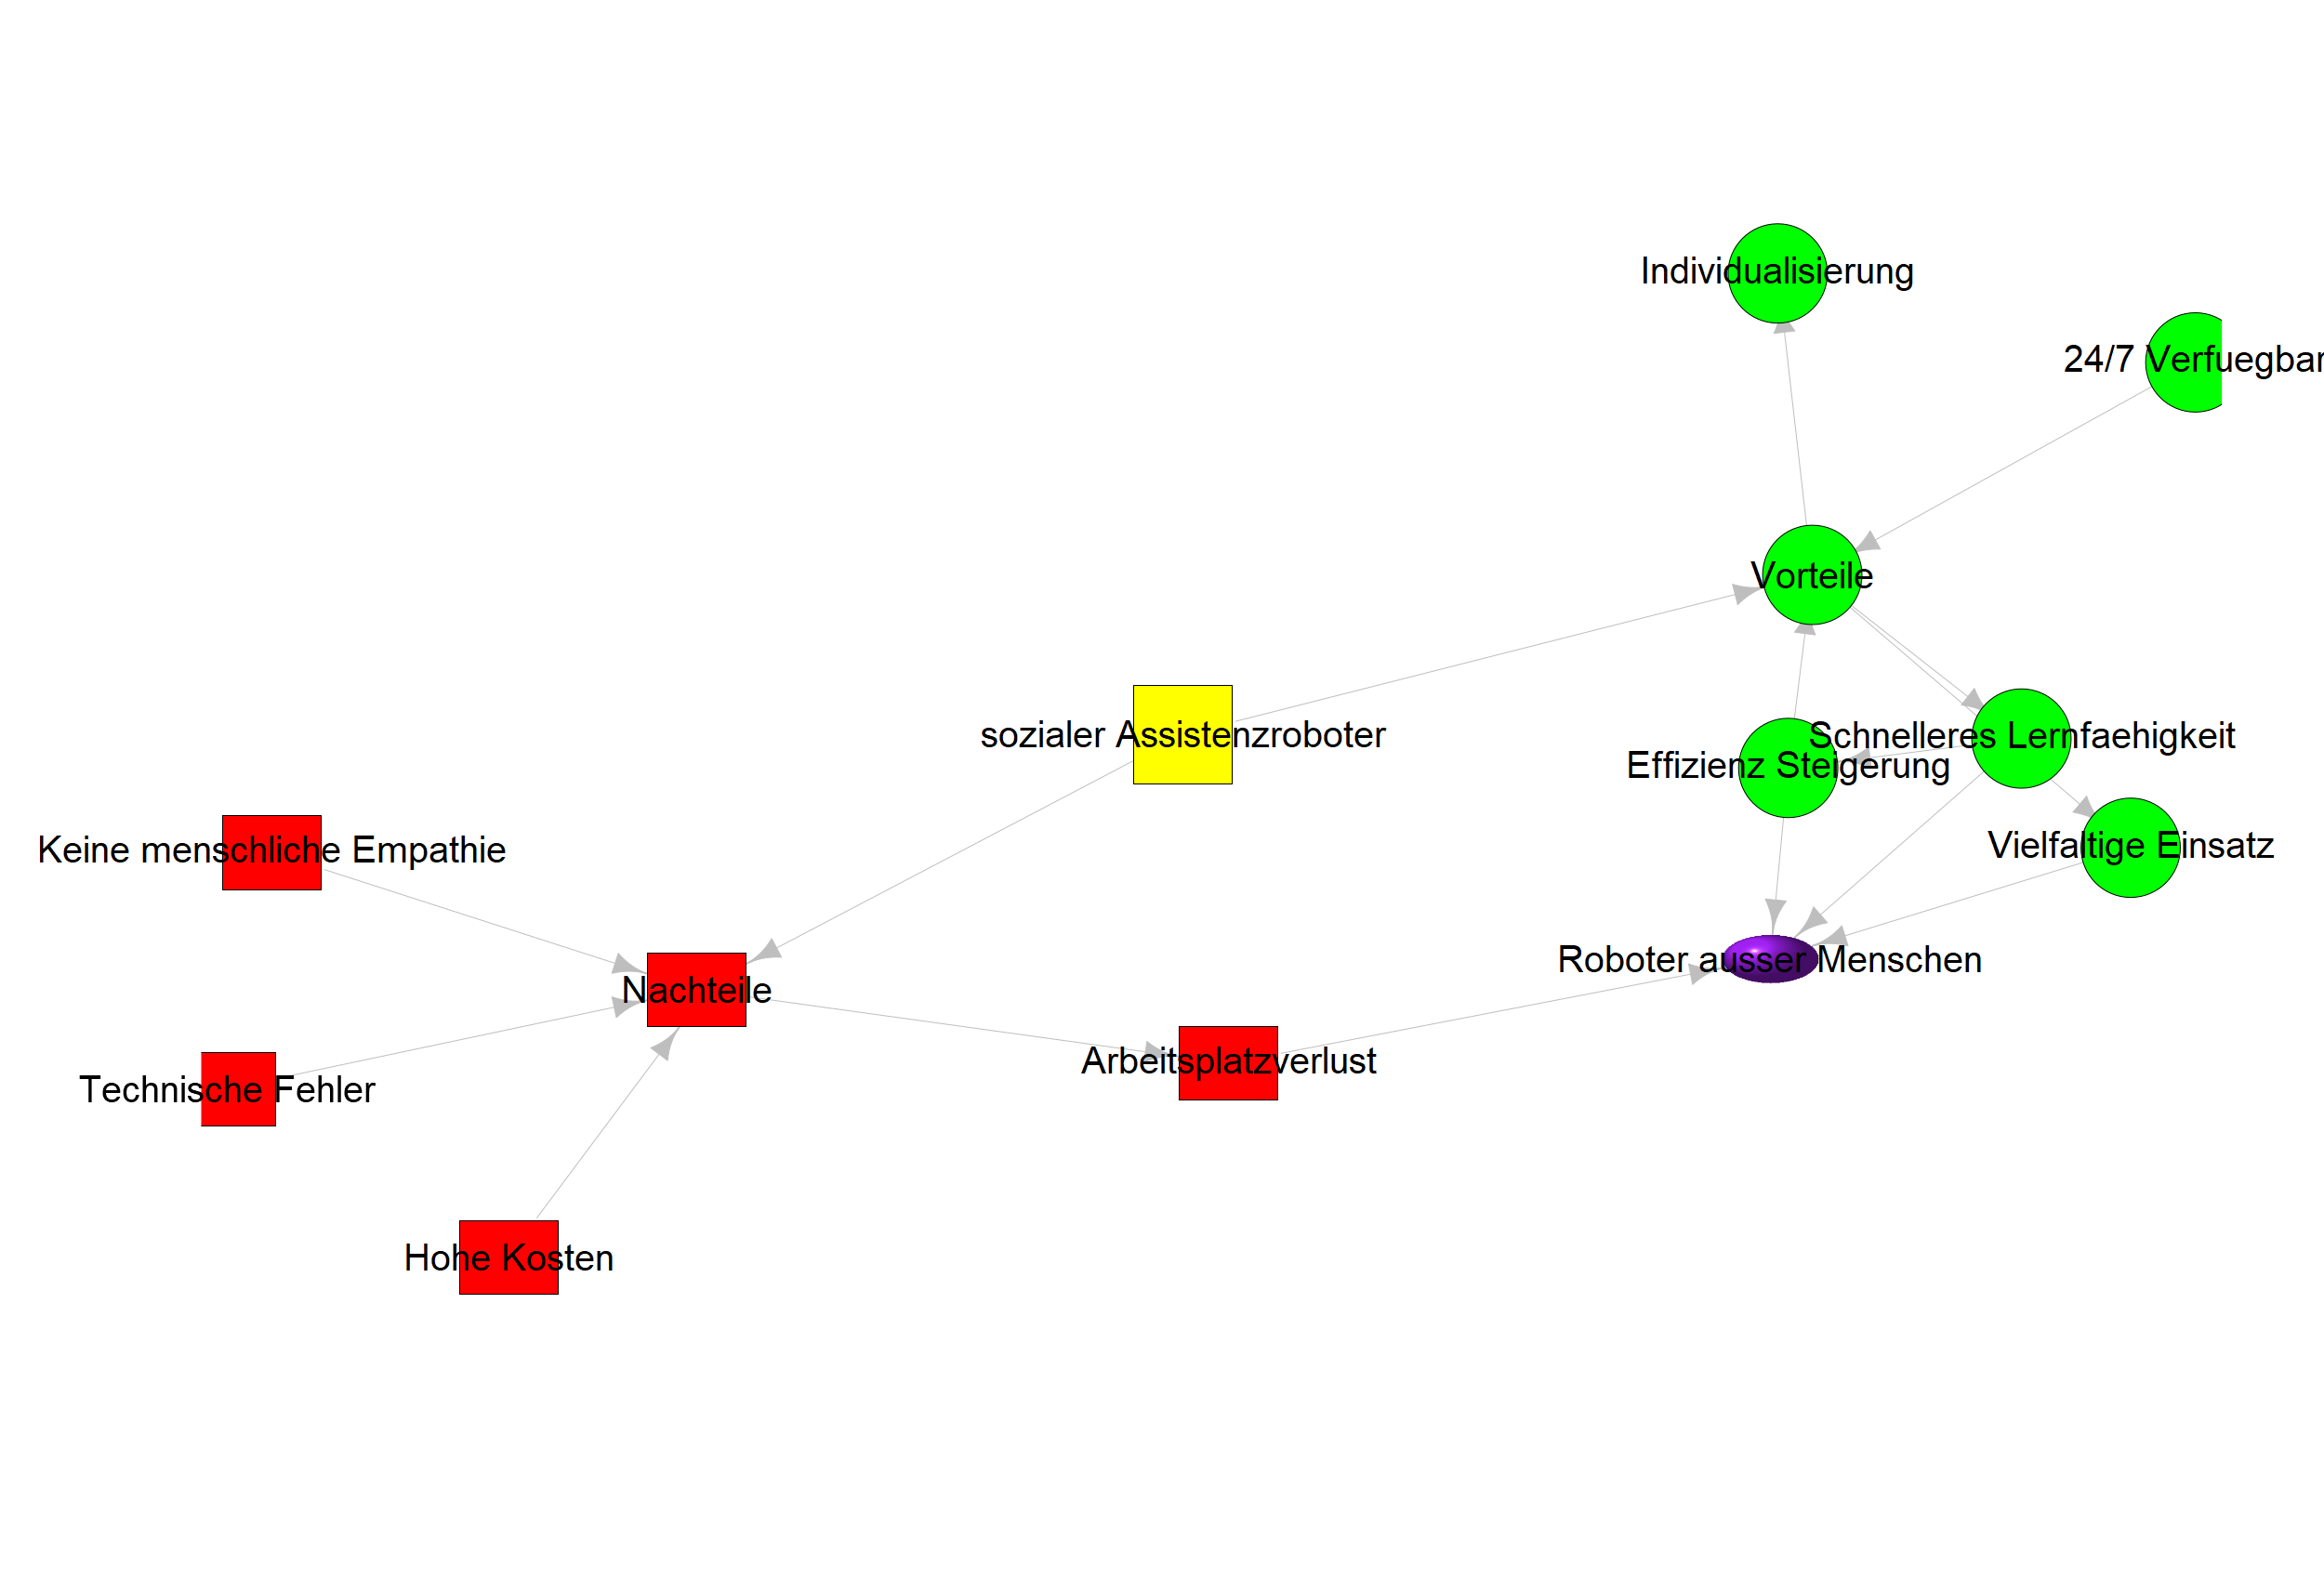 Individualisierung
24/7 Verfuegbar
Vorteile
sozialer Assistenzroboter
Schnelleres Lernfaehigkeit
Effizienz Steigerung
Vielfaltige Einsatz
Keine menschliche Empathie
Roboter ausser Menschen
Nachteile
Arbeitsplatzverlust
Technische Fehler
Hohe Kosten